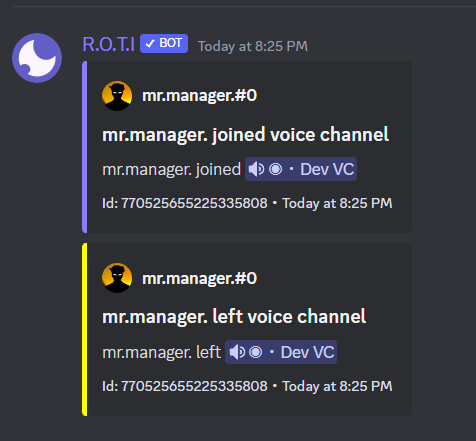 R.O.T.I ✓ BOT Today at 8:25 PM
mr.manager.#0
mr.manager. joined voice channel
mr.manager. joined 🔊◉・Dev VC
Id: 770525655225335808 • Today at 8:25 PM
mr.manager.#0
mr.manager. left voice channel
mr.manager. left 🔊◉・Dev VC
Id: 770525655225335808 • Today at 8:25 PM